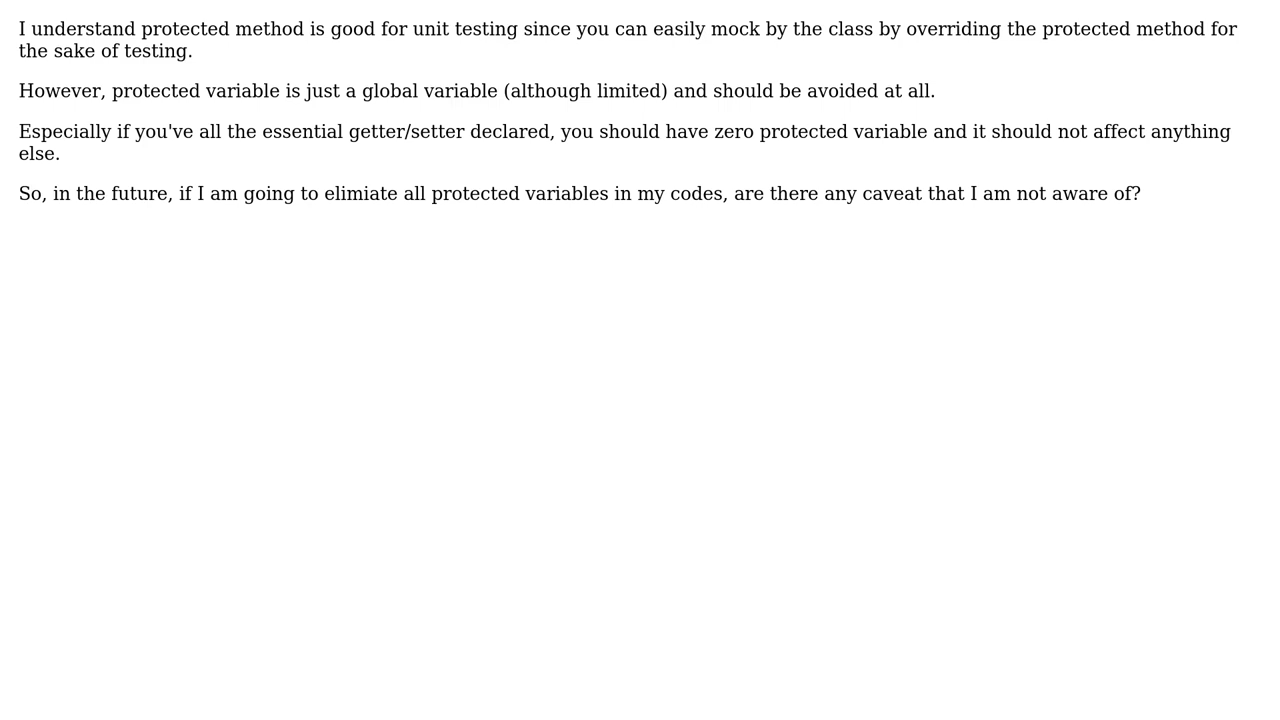 I understand protected method is good for unit testing since you can easily mock by the class by overriding the protected method for
the sake of testing.
However, protected variable is just a global variable (although limited) and should be avoided at all.
Especially if you've all the essential getter/setter declared, you should have zero protected variable and it should not affect anything
else.
So, in the future, if I am going to elimiate all protected variables in my codes, are there any caveat that I am not aware of?